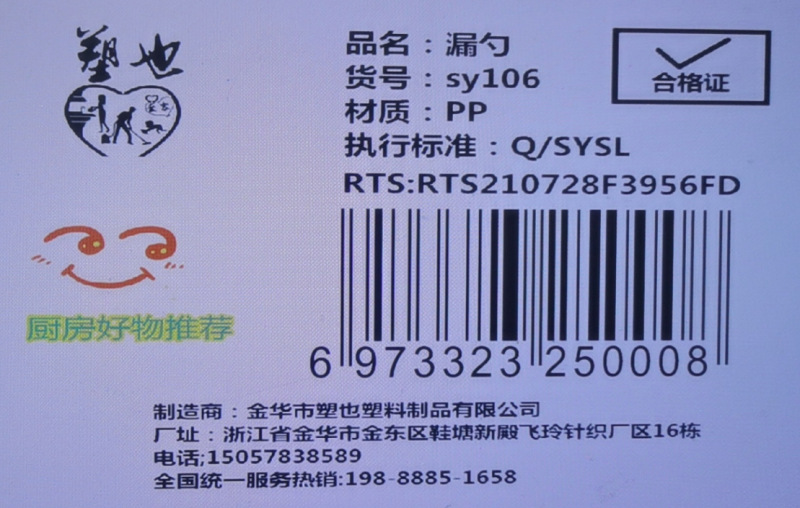 塑也
品名：漏勺
货号：sy106
材质：PP
执行标准：Q/SYSL
RTS:RTS210728F3956FD
合格证
厨房好物推荐
6 973323 250008
制造商：金华市塑也塑料制品有限公司
厂址：浙江省金华市金东区鞋塘新殿飞玲针织厂区16栋
电话;15057838589
全国统一服务热销:198-8885-1658